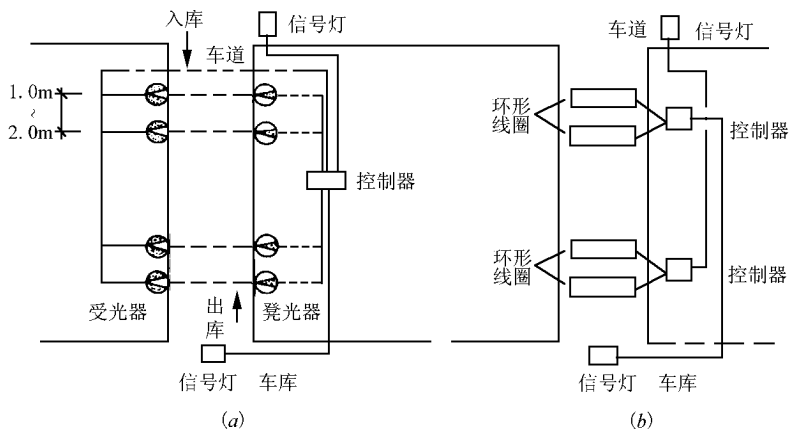 入库
信号灯
车道
1.0m
~
2.0m
控制器
受光器
出库
凳光器
信号灯 车库
(a)
车道
信号灯
环形
线圈
控制器
环形
线圈
控制器
信号灯 车库
(b)